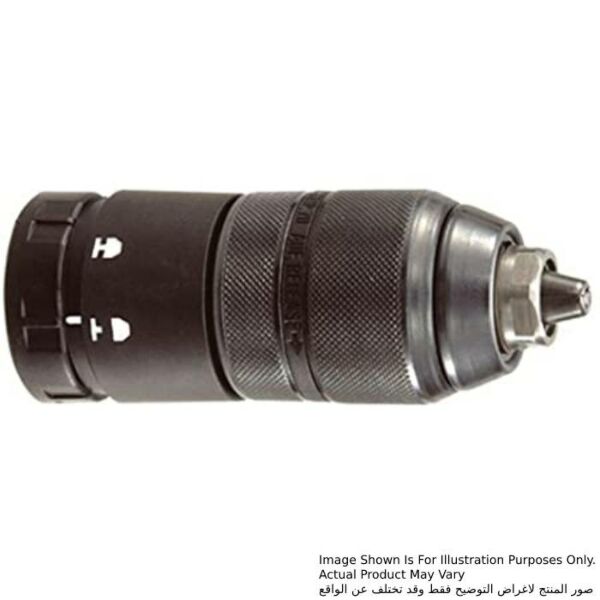 Image Shown Is For Illustration Purposes Only.
Actual Product May Vary
صور المنتج لاغراض التوضيح فقط وقد تختلف عن الواقع